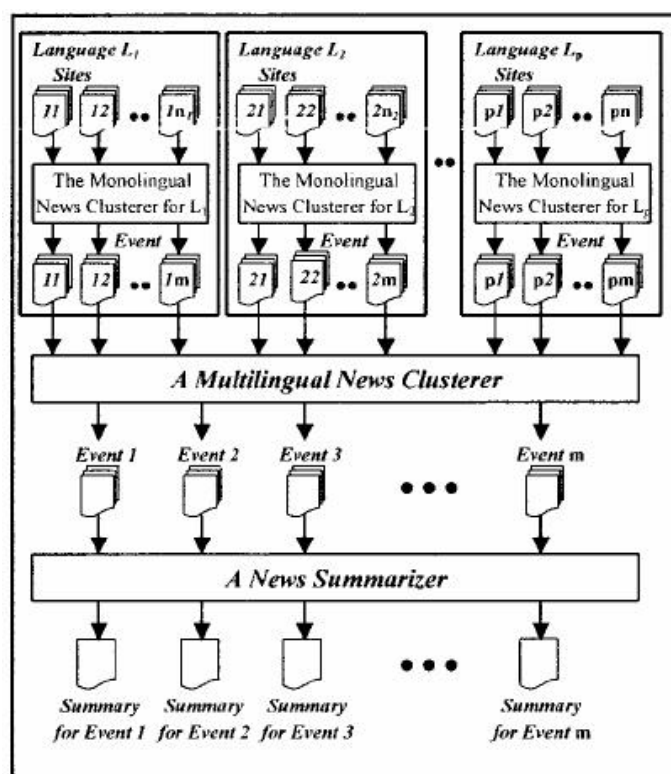 Language L1
Sites
11 12 1n1
The Monolingual
News Clusterer for L1
Event
11 12 1m
Language L2
Sites
21 22 2n2
The Monolingual
News Clusterer for L2
Event
21 22 2m
Language Lp
Sites
p1 p2 pn
The Monolingual
News Clusterer for Lp
Event
p1 p2 pm
A Multilingual News Clusterer
Event 1 Event 2 Event 3 Event m
A News Summarizer
Summary for Event 1
Summary for Event 2
Summary for Event 3
Summary for Event m